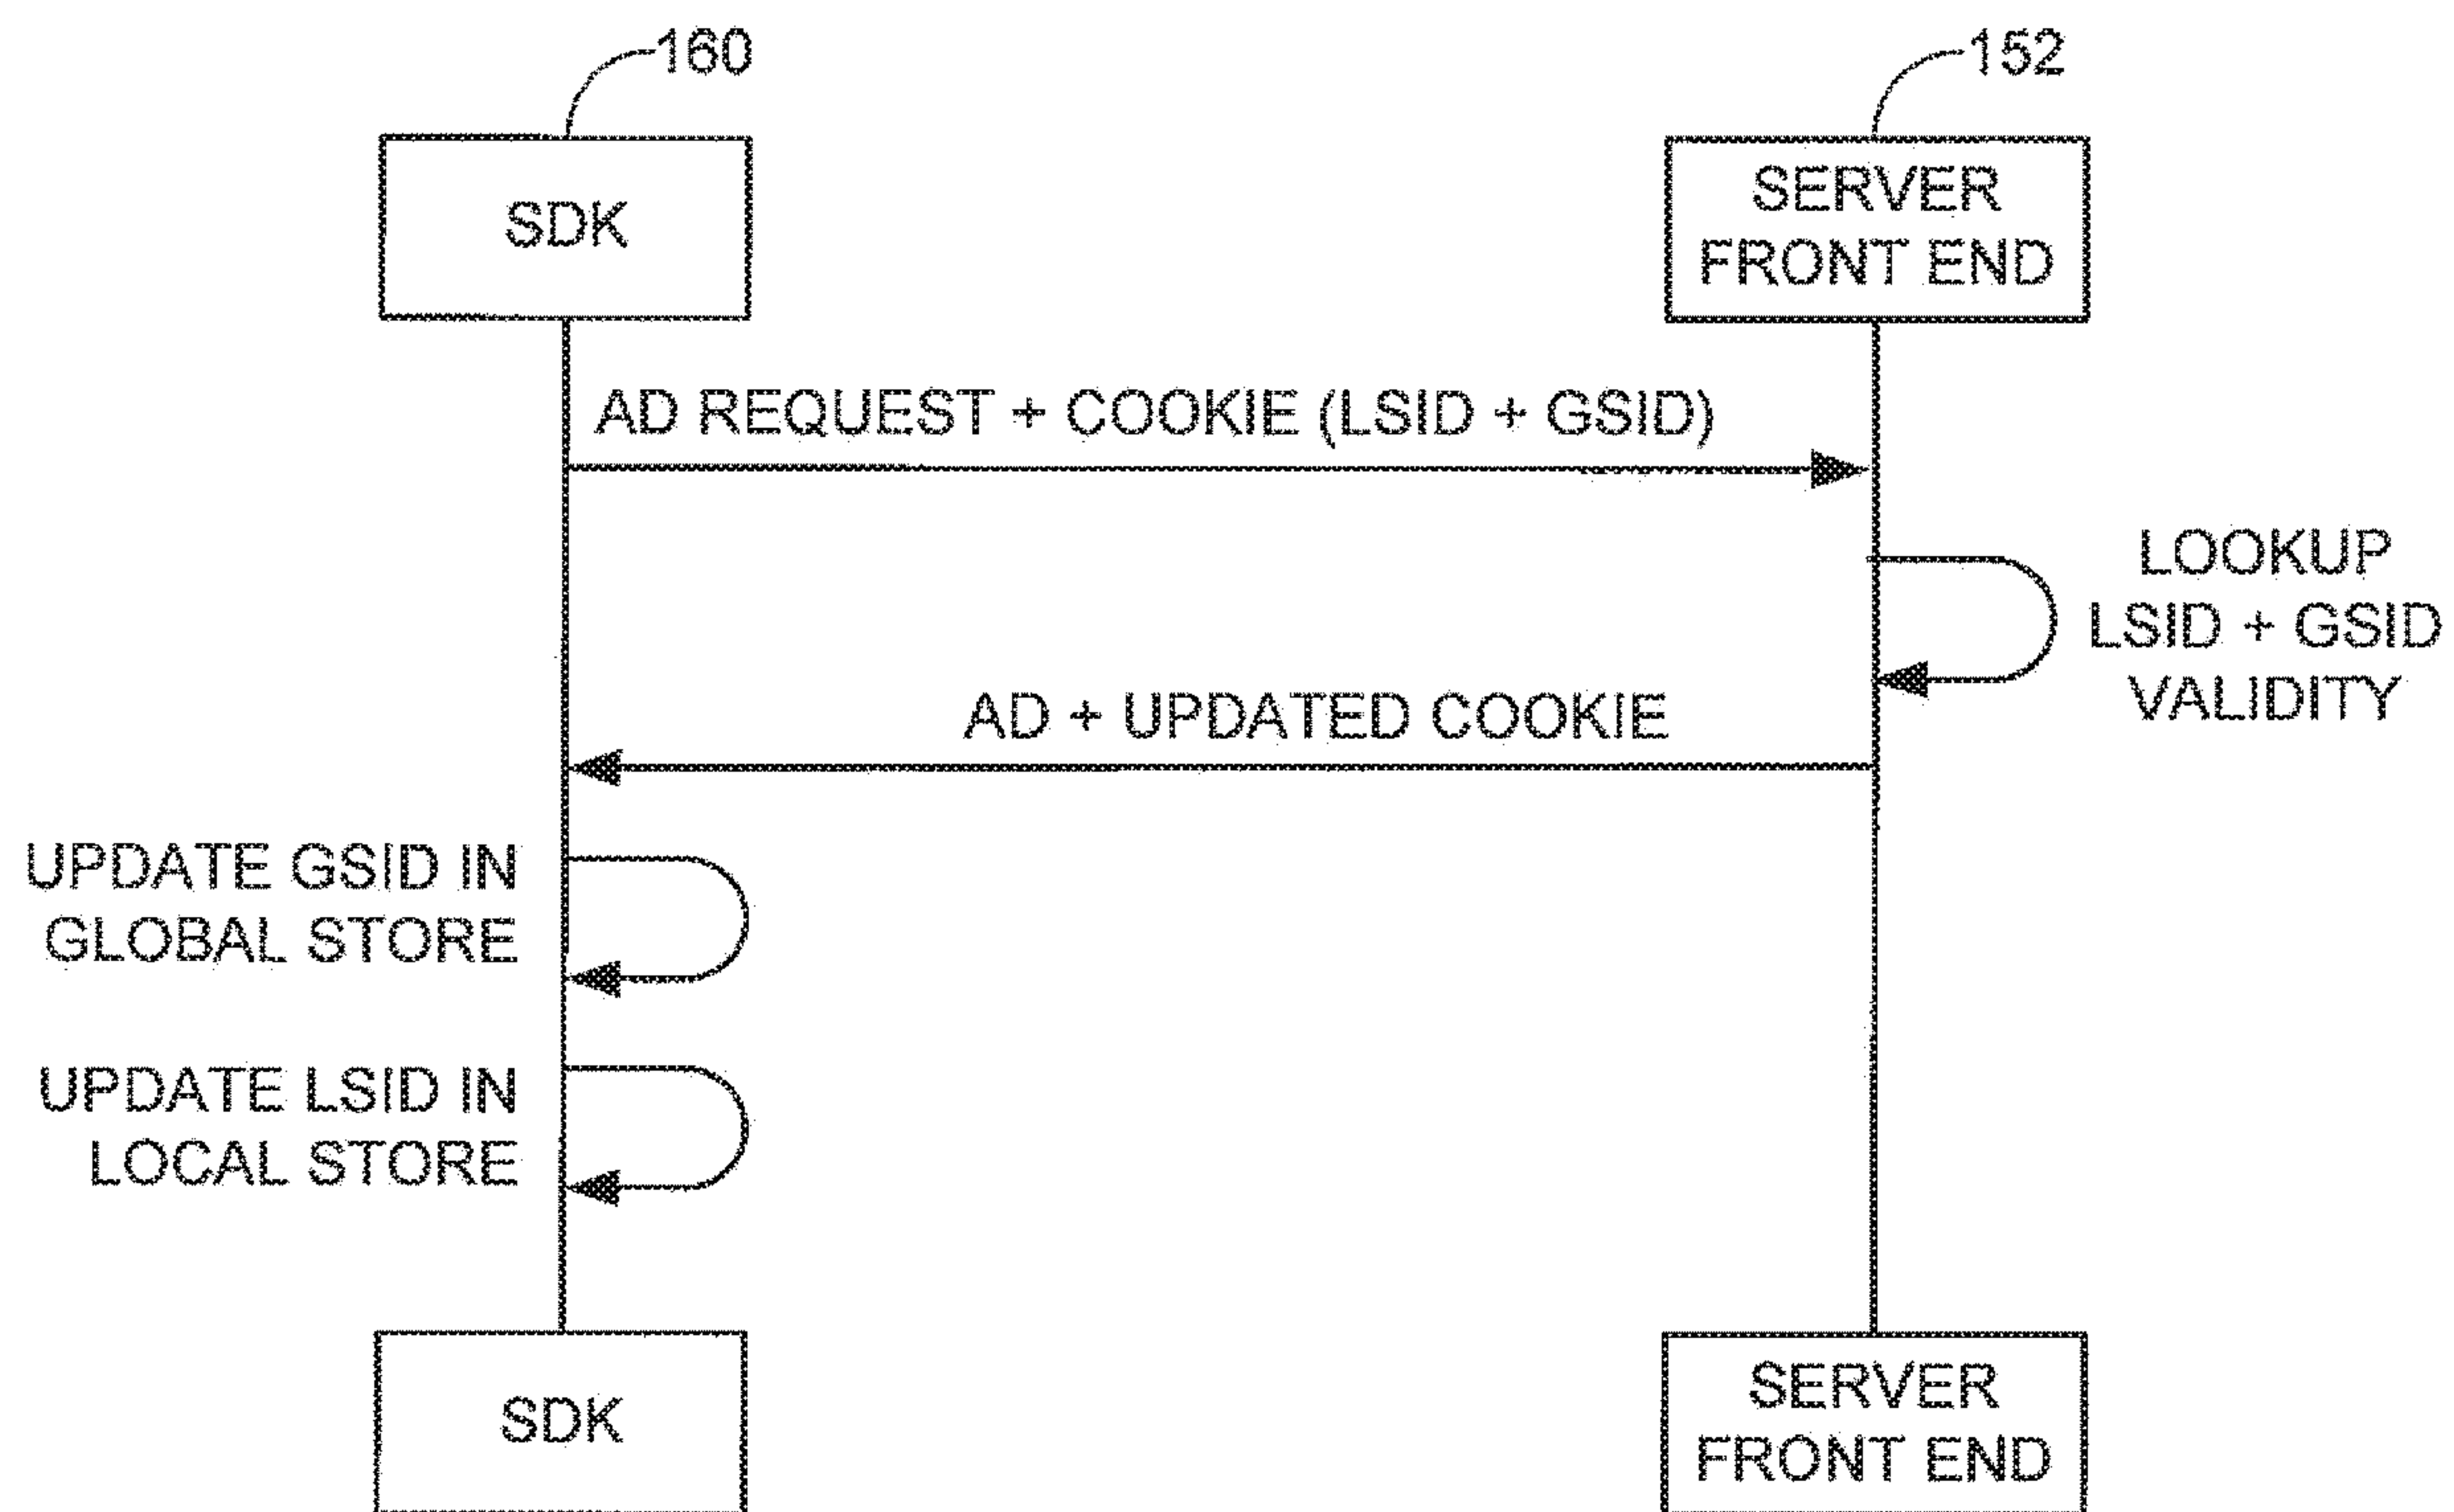 160
152
SDK
SERVER
FRONT END
AD REQUEST + COOKIE (LSID + GSID)
LOOKUP
LSID + GSID
VALIDITY
AD + UPDATED COOKIE
UPDATE GSID IN
GLOBAL STORE
UPDATE LSID IN
LOCAL STORE
SDK
SERVER
FRONT END